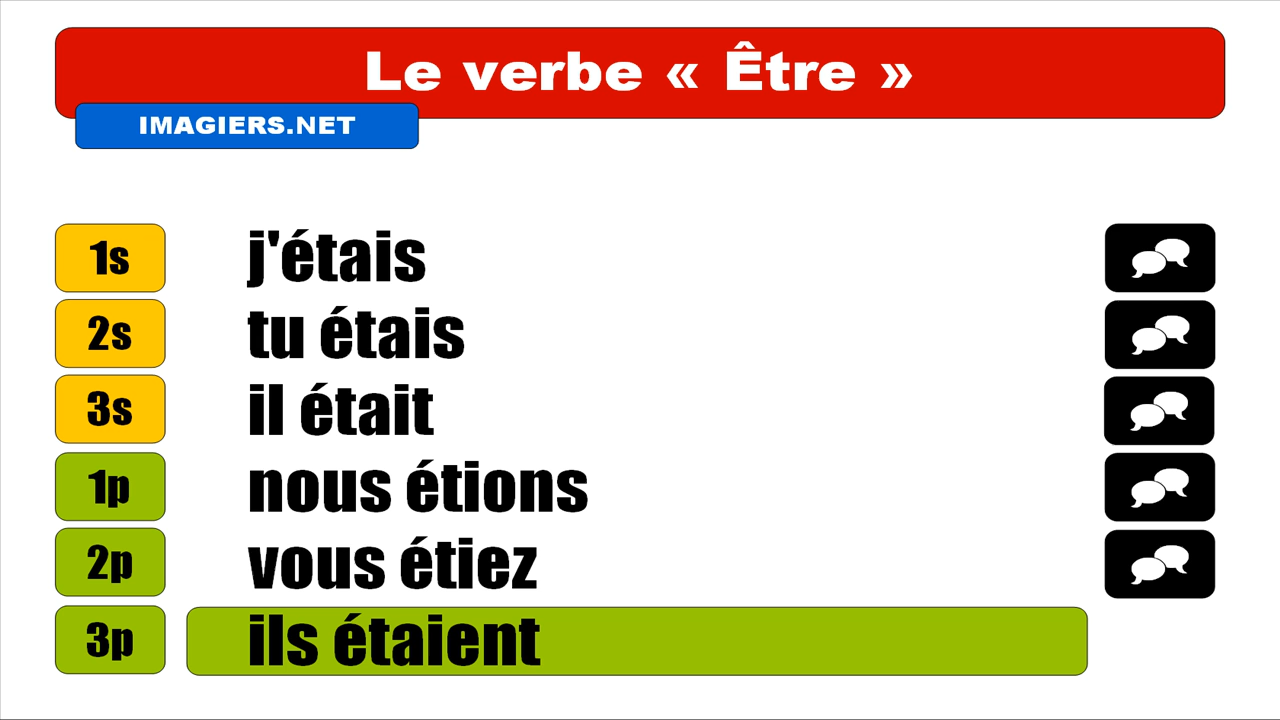 Le verbe « Être »
IMAGIERS.NET
1s j'étais
2s tu étais
3s il était
1p nous étions
2p vous étiez
3p ils étaient